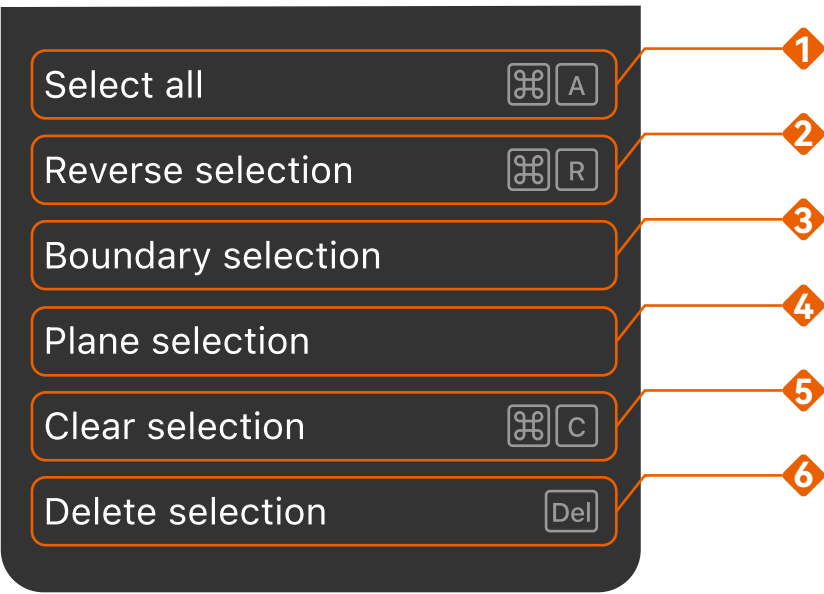 Select all ⌘ A 1
Reverse selection ⌘ R 2
Boundary selection 3
Plane selection 4
Clear selection ⌘ C 5
Delete selection Del 6